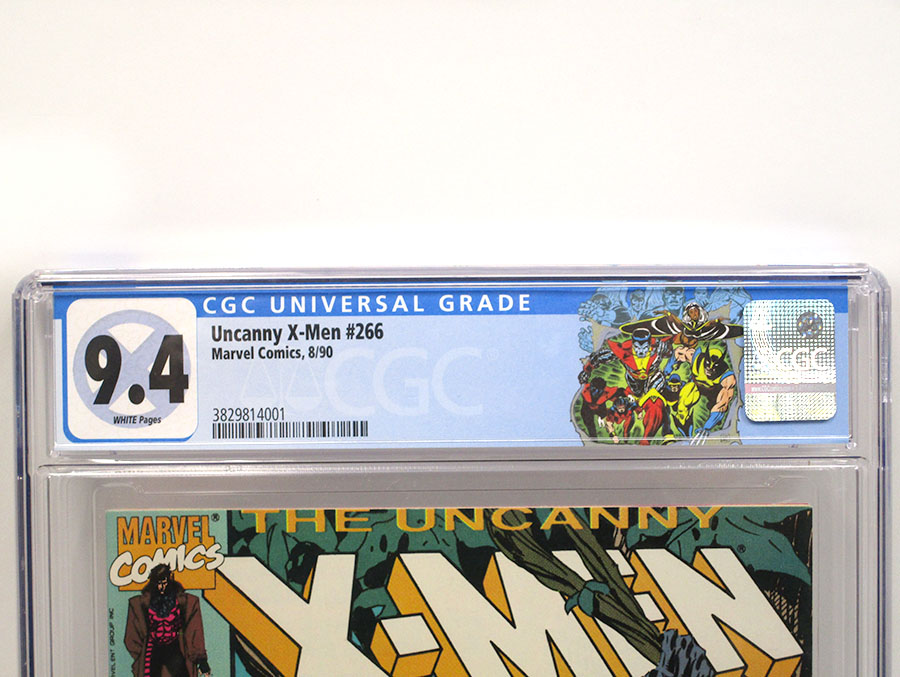 CGC UNIVERSAL GRADE
9.4
WHITE Pages
Uncanny X-Men #266
Marvel Comics, 8/90
CGC
3829814001
CGC
MARVEL®
COMICS
THE UNCANNY
X-MEN®